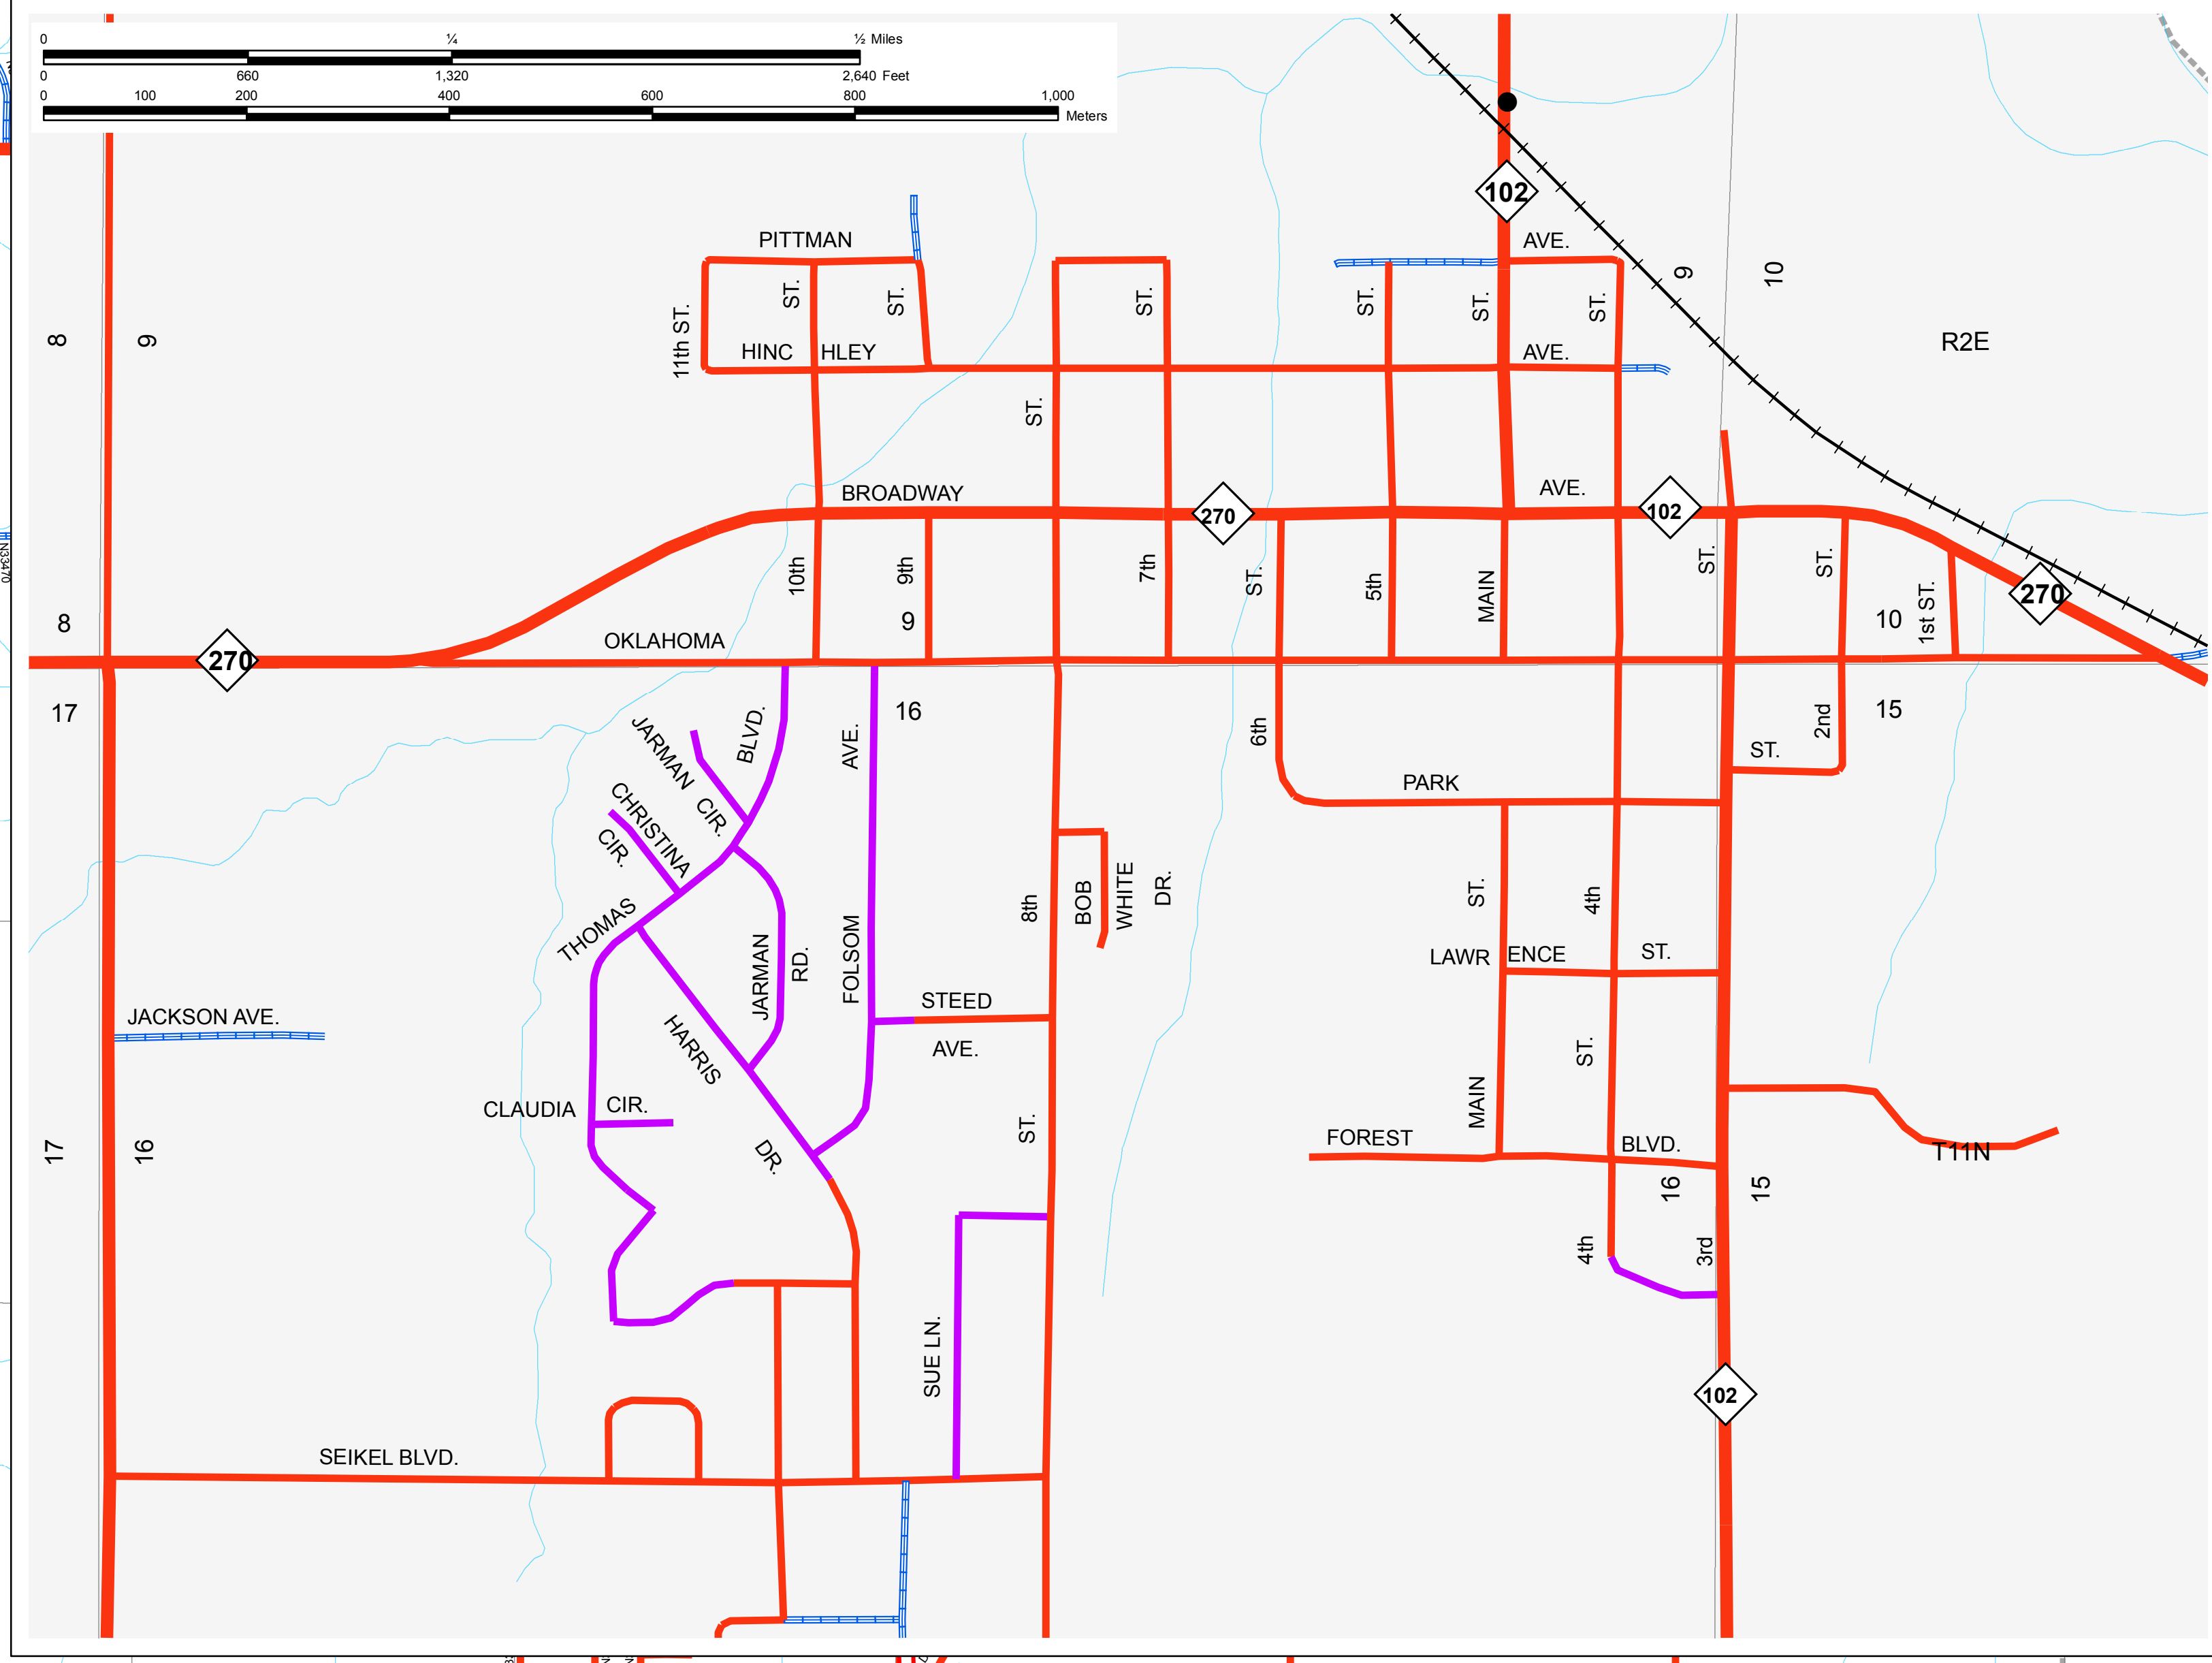 0 ¼ ½ Miles
0 660 1,320 2,640 Feet
0 100 200 400 600 800 1,000
Meters
102
PITTMAN
AVE.
9
10
ST.
ST.
ST.
ST.
ST.
ST.
11th ST.
8
9
HINC HLEY
AVE.
R2E
ST.
BROADWAY
AVE.
270
102
N33470
10th
9th
7th
ST.
5th
MAIN
ST.
ST.
1st ST.
270
8
9
10
OKLAHOMA
270
17
16
15
JARMAN
CIR.
BLVD.
AVE.
6th
2nd
ST.
PARK
CHRISTINA
CIR.
THOMAS
8th
BOB
WHITE
DR.
ST.
4th
JARMAN
RD.
FOLSOM
LAWR ENCE
ST.
STEED
AVE.
JACKSON AVE.
HARRIS
DR.
ST.
CLAUDIA CIR.
ST.
MAIN
FOREST
BLVD.
T11N
17
16
16
15
4th
3rd
SUE LN.
102
SEIKEL BLVD.